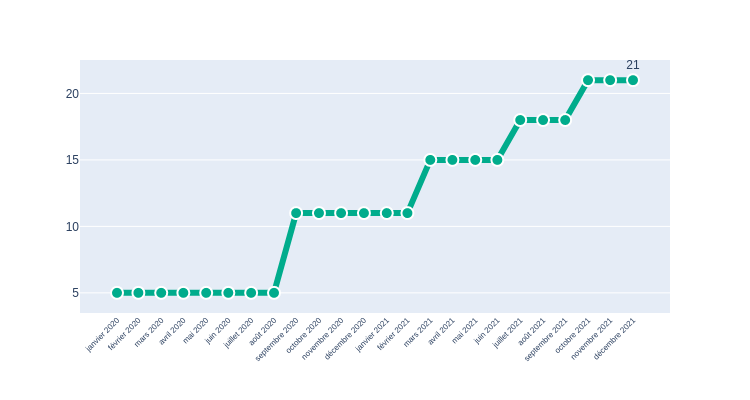 21
20
15
10
5
janvier 2020
février 2020
mars 2020
avril 2020
mai 2020
juin 2020
juillet 2020
août 2020
septembre 2020
octobre 2020
novembre 2020
décembre 2020
janvier 2021
février 2021
mars 2021
avril 2021
mai 2021
juin 2021
juillet 2021
août 2021
septembre 2021
octobre 2021
novembre 2021
décembre 2021